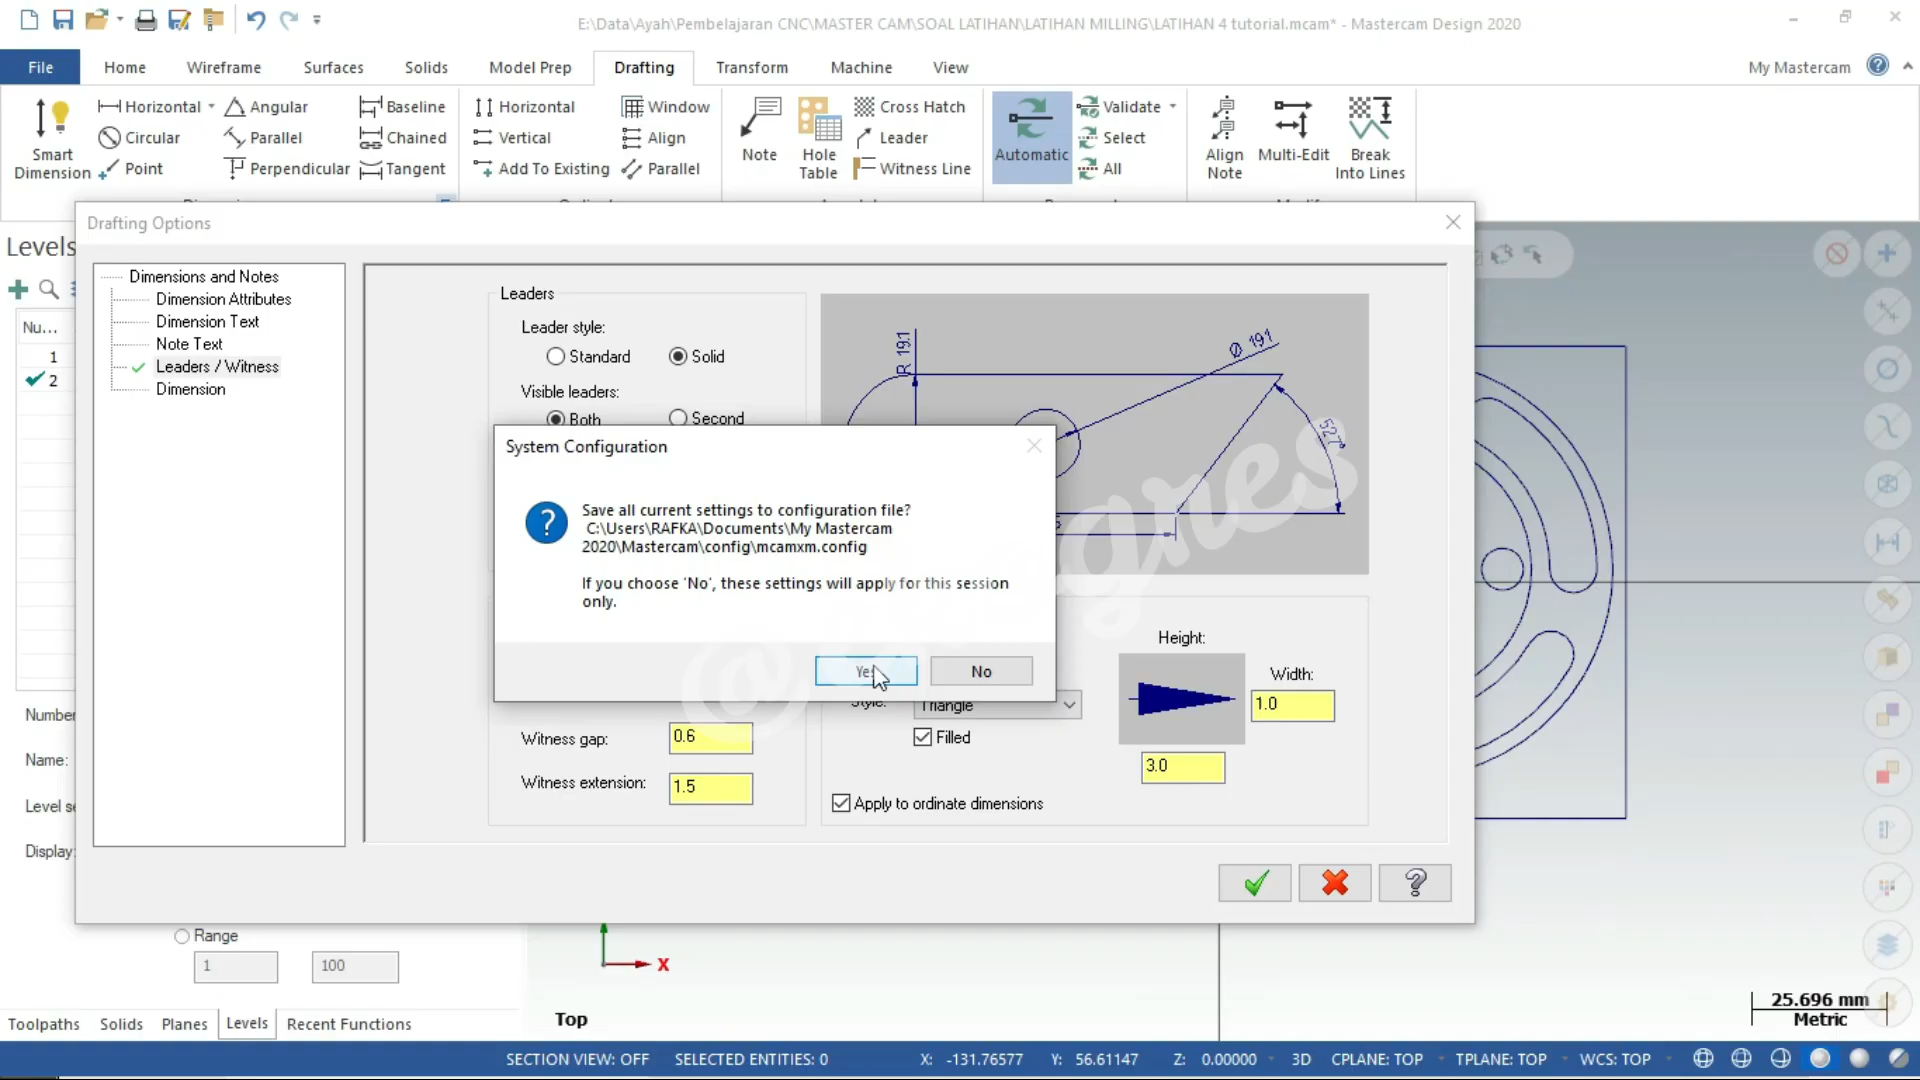 E:\Data\Ayah\Pembelajaran CNC\MASTER CAM\SOAL LATIHAN\LATIHAN MILLING\LATIHAN 4 tutorial.mcam* - Mastercam Design 2020
File Home Wireframe Surfaces Solids Model Prep Drafting Transform Machine View My Mastercam
Smart Dimension
Horizontal
Angular
Baseline
Circular
Parallel
Chained
Point
Perpendicular
Tangent
Horizontal
Window
Vertical
Align
Add To Existing
Parallel
Note
Hole Table
Cross Hatch
Leader
Witness Line
Automatic
Validate
Select
All
Align Note
Multi-Edit
Break Into Lines
Levels
Nu...
1
2
Number
Name:
Display:
Range
1
100
Drafting Options
Dimensions and Notes
Dimension Attributes
Dimension Text
Note Text
Leaders / Witness
Dimension
Leaders
Leader style:
Standard
Solid
Visible leaders:
Both
Second
R 19.1
Ø 19.1
52.7°
System Configuration
Save all current settings to configuration file?
C:\Users\RAFKA\Documents\My Mastercam
2020\Mastercam\config\mcamxm.config
If you choose 'No', these settings will apply for this session
only.
Yes
No
Style:
Triangle
Filled
Height:
Width:
1.0
3.0
Witness gap:
0.6
Witness extension:
1.5
Apply to ordinate dimensions
X
Top
25.696 mm
Metric
Toolpaths Solids Planes Levels Recent Functions
SECTION VIEW: OFF SELECTED ENTITIES: 0 X: -131.76577 Y: 56.61147 Z: 0.00000 3D CPLANE: TOP TPLANE: TOP WCS: TOP